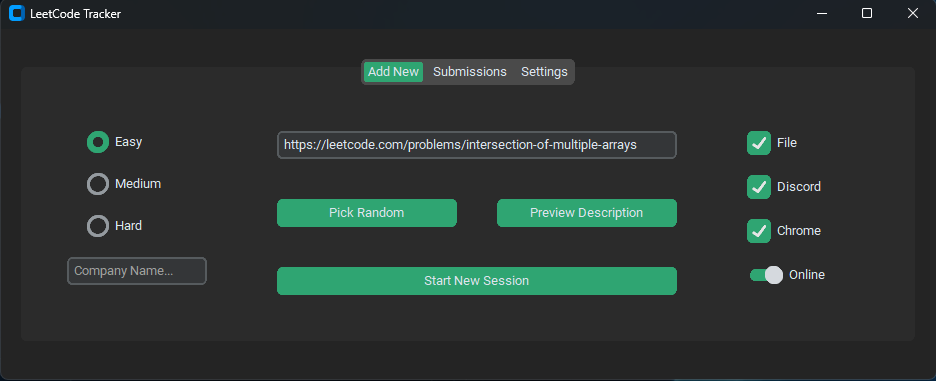 LeetCode Tracker
Add New Submissions Settings
Easy
Medium
Hard
Company Name...
https://leetcode.com/problems/intersection-of-multiple-arrays
Pick Random
Preview Description
Start New Session
File
Discord
Chrome
Online